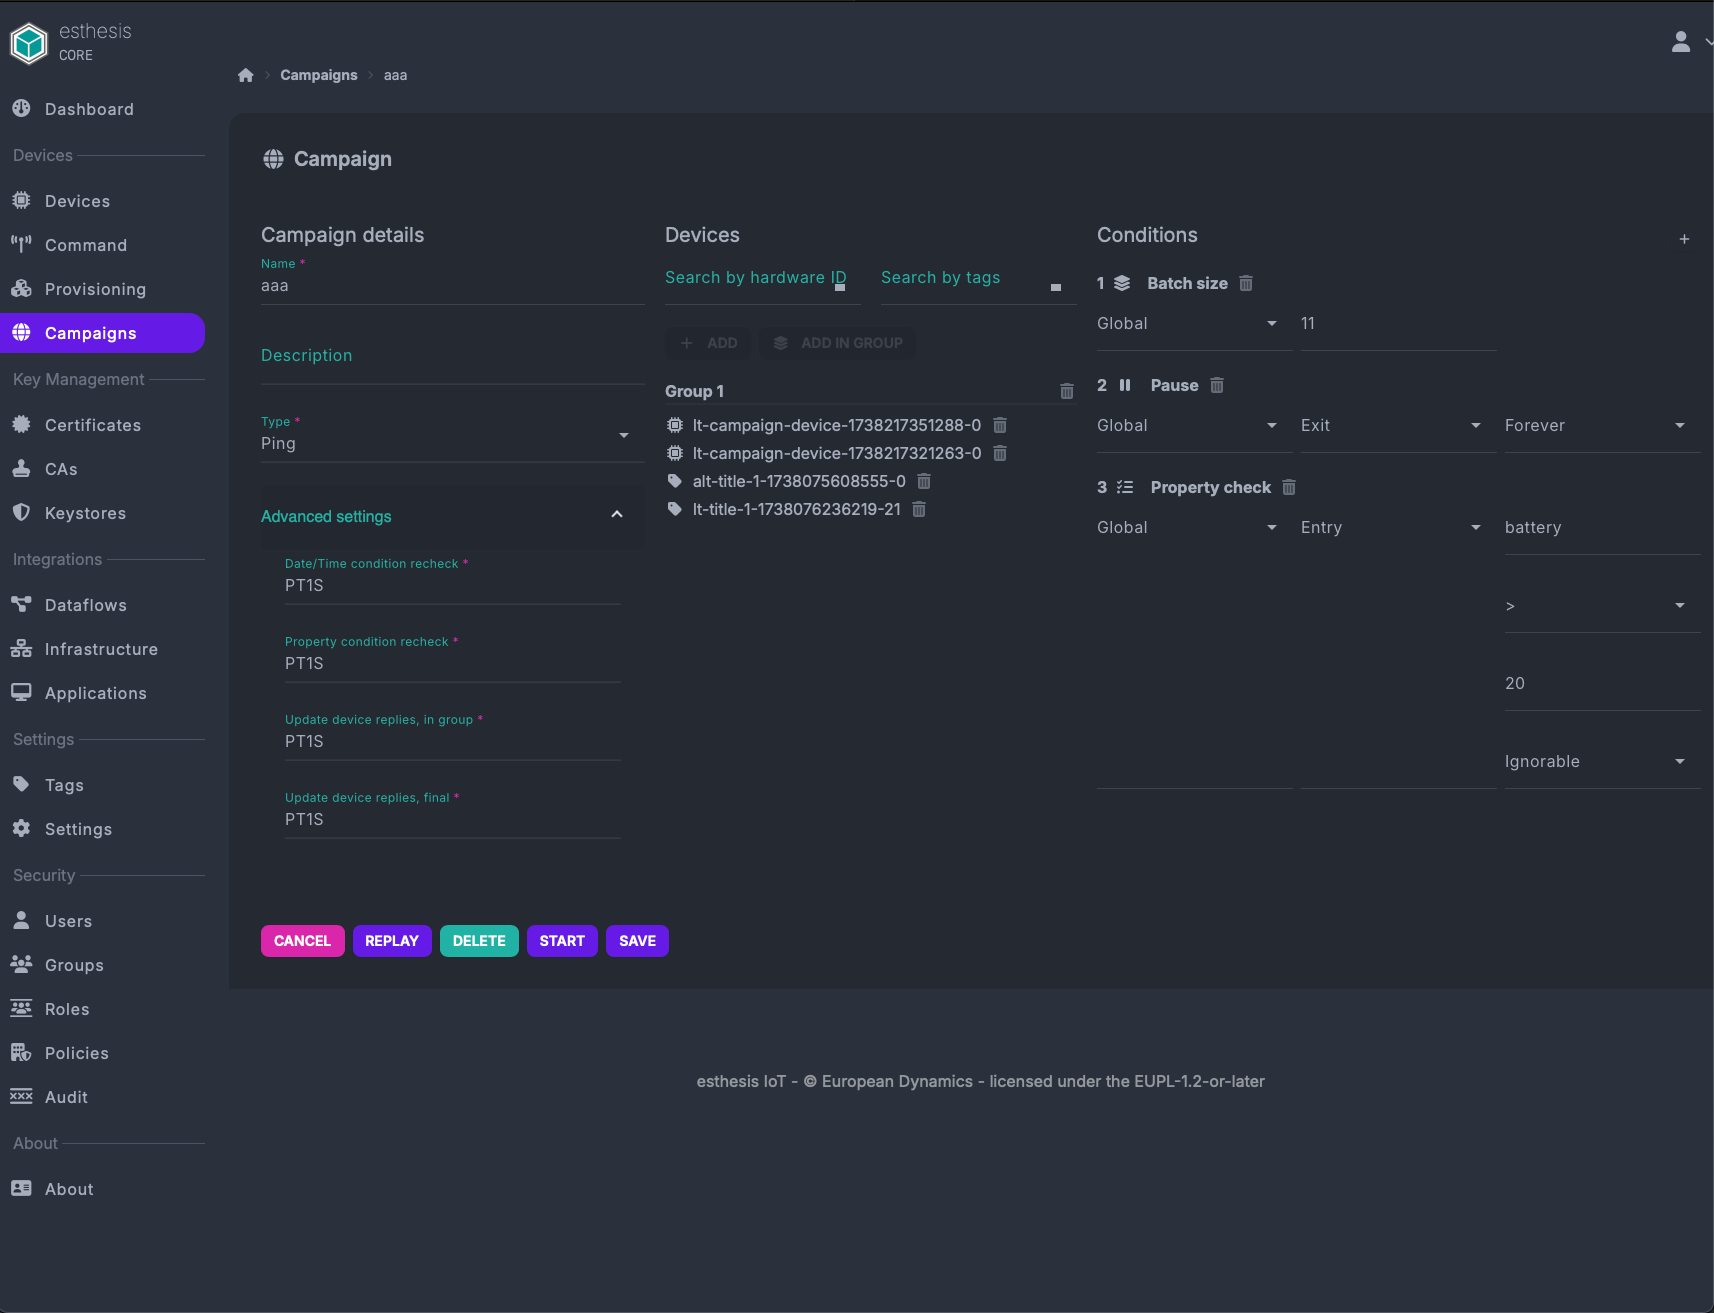 esthesis
CORE
Campaigns
aaa
Dashboard
Devices
Devices
Command
Provisioning
Campaigns
Key Management
Certificates
CAs
Keystores
Integrations
Dataflows
Infrastructure
Applications
Settings
Tags
Settings
Security
Users
Groups
Roles
Policies
Audit
About
About
Campaign
Campaign details
Name *
aaa
Description
Type *
Ping
Advanced settings
Date/Time condition recheck *
PT1S
Property condition recheck *
PT1S
Update device replies, in group *
PT1S
Update device replies, final *
PT1S
Devices
Search by hardware ID
Search by tags
+ ADD
ADD IN GROUP
Group 1
lt-campaign-device-1738217351288-0
lt-campaign-device-1738217321263-0
alt-title-1-1738075608555-0
lt-title-1-1738076236219-21
Conditions
+
1 Batch size
Global
11
2 Pause
Global
Exit
Forever
3 Property check
Global
Entry
battery
>
20
Ignorable
CANCEL
REPLAY
DELETE
START
SAVE
esthesis IoT - © European Dynamics - licensed under the EUPL-1.2-or-later